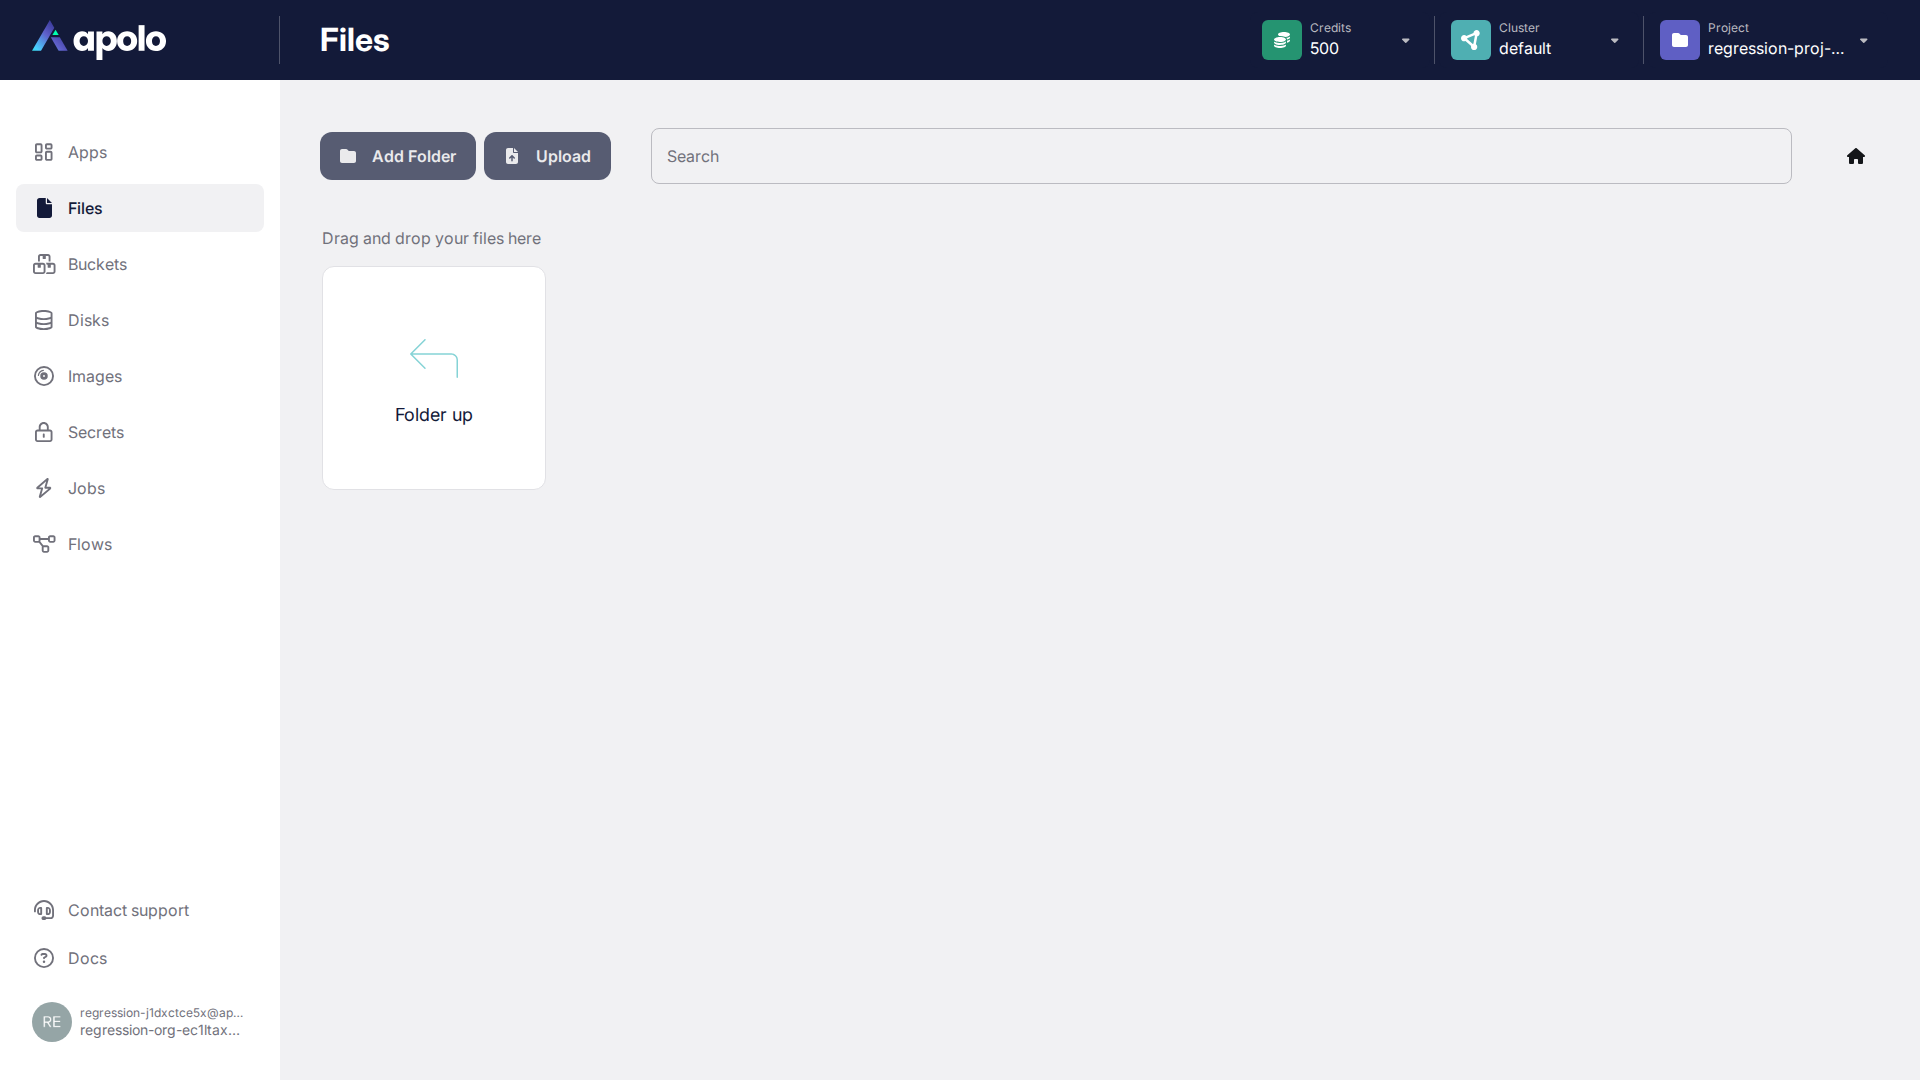 apolo
Files
Credits
500
Cluster
default
Project
regression-proj-...
Apps
Files
Buckets
Disks
Images
Secrets
Jobs
Flows
Add Folder
Upload
Search
Drag and drop your files here
Folder up
Contact support
Docs
RE
regression-j1dxctce5x@ap...
regression-org-ec1ltax...